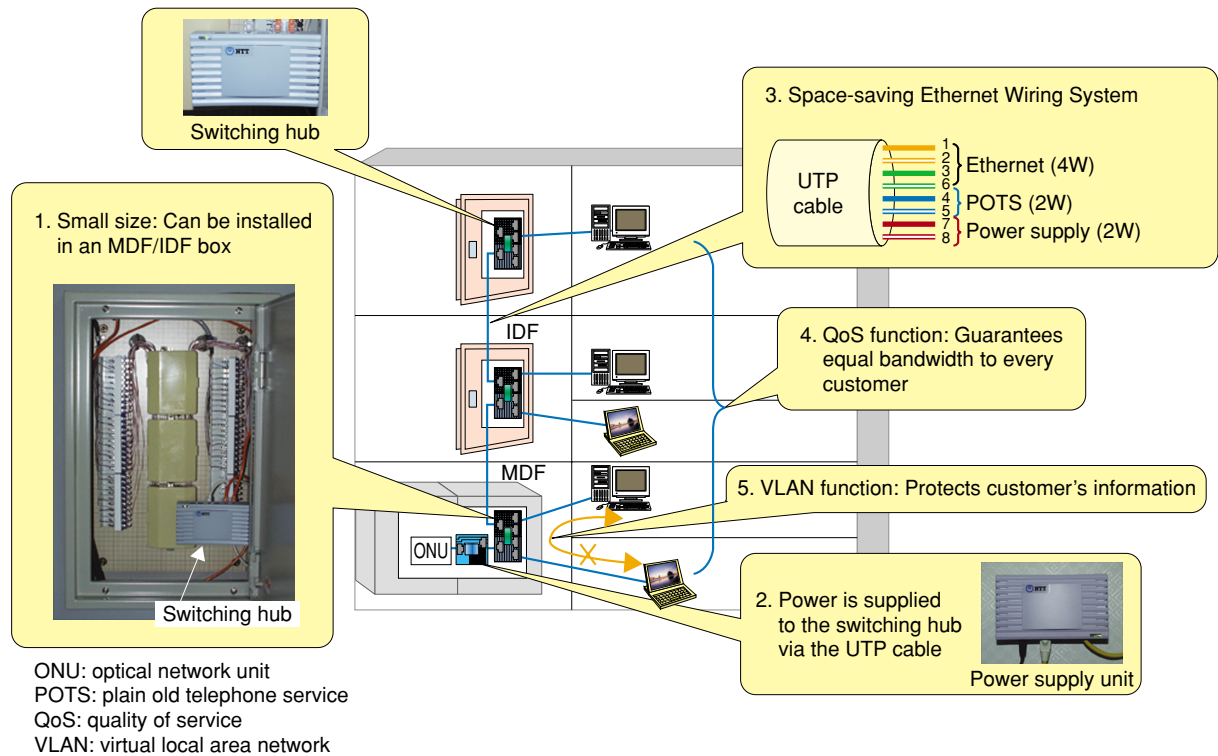 NTT
Switching hub
1. Small size: Can be installed
in an MDF/IDF box
NTT
Switching hub
3. Space-saving Ethernet Wiring System
UTP
cable
1
2
3
6
4
5
7
8
Ethernet (4W)
POTS (2W)
Power supply (2W)
IDF
4. QoS function: Guarantees
equal bandwidth to every
customer
MDF
5. VLAN function: Protects customer's information
ONU
2. Power is supplied
to the switching hub
via the UTP cable
NTT
Power supply unit
ONU: optical network unit
POTS: plain old telephone service
QoS: quality of service
VLAN: virtual local area network